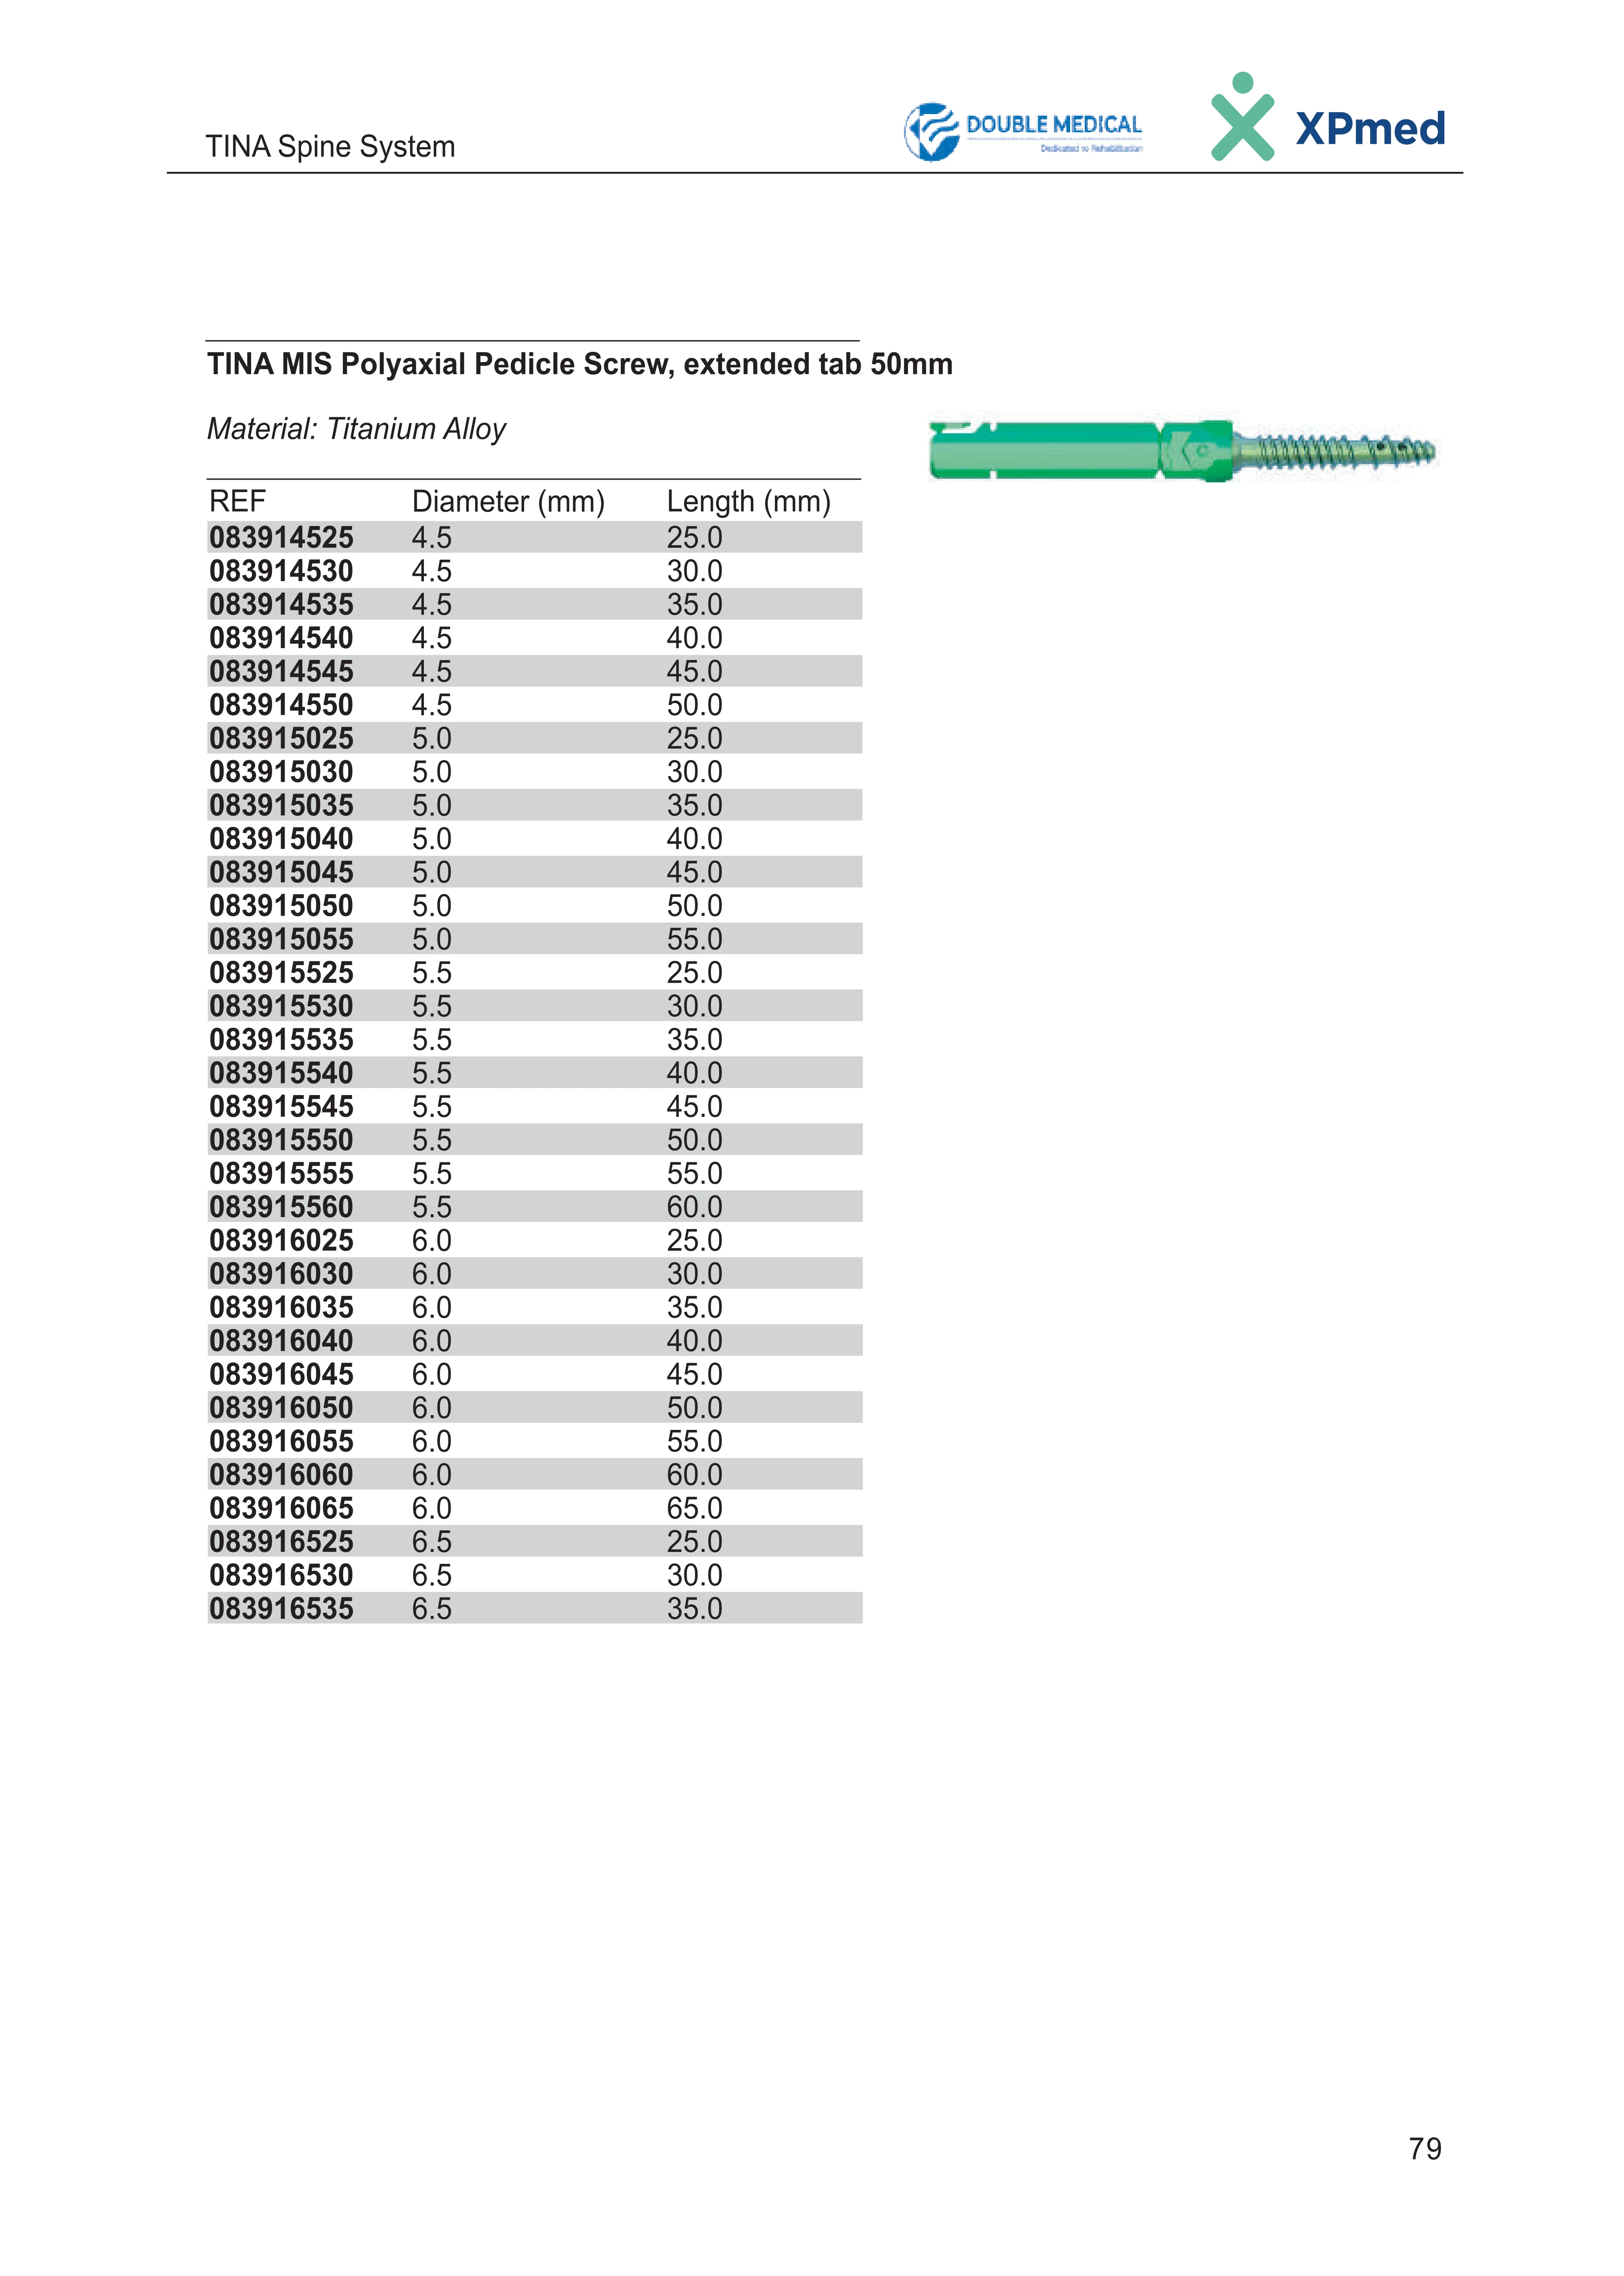 TINA Spine System
DOUBLE MEDICAL
Dedicated to Rehabilitation
XPmed
TINA MIS Polyaxial Pedicle Screw, extended tab 50mm
Material: Titanium Alloy
REF Diameter (mm) Length (mm)
083914525 4.5 25.0
083914530 4.5 30.0
083914535 4.5 35.0
083914540 4.5 40.0
083914545 4.5 45.0
083914550 4.5 50.0
083915025 5.0 25.0
083915030 5.0 30.0
083915035 5.0 35.0
083915040 5.0 40.0
083915045 5.0 45.0
083915050 5.0 50.0
083915055 5.0 55.0
083915525 5.5 25.0
083915530 5.5 30.0
083915535 5.5 35.0
083915540 5.5 40.0
083915545 5.5 45.0
083915550 5.5 50.0
083915555 5.5 55.0
083915560 5.5 60.0
083916025 6.0 25.0
083916030 6.0 30.0
083916035 6.0 35.0
083916040 6.0 40.0
083916045 6.0 45.0
083916050 6.0 50.0
083916055 6.0 55.0
083916060 6.0 60.0
083916065 6.0 65.0
083916525 6.5 25.0
083916530 6.5 30.0
083916535 6.5 35.0
79